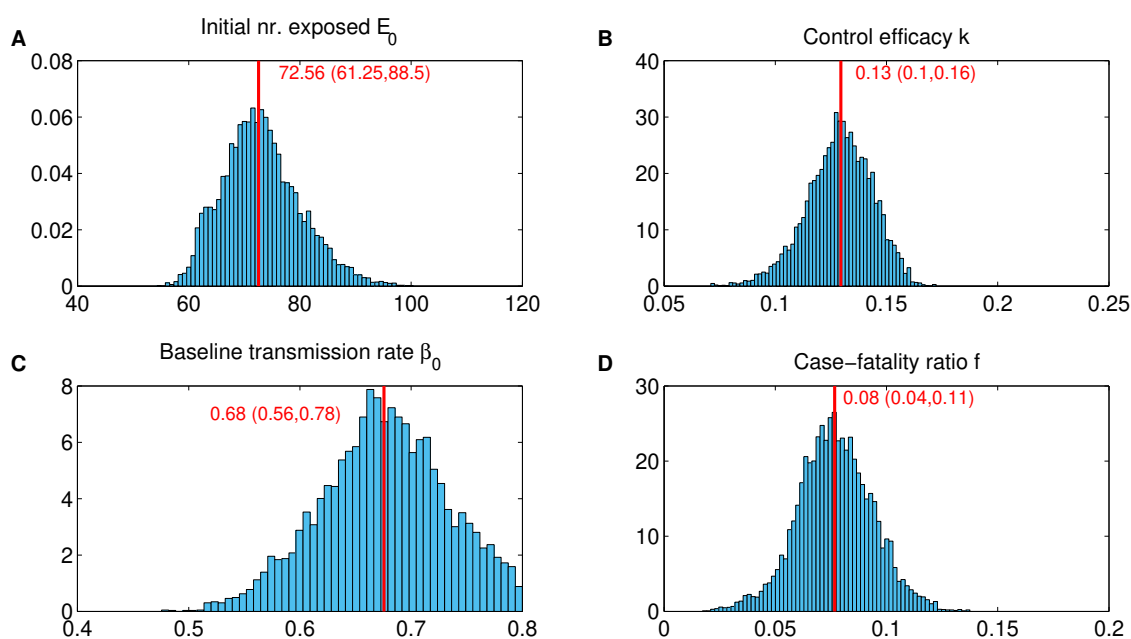 A
Initial nr. exposed E0
0.08
0.06
0.04
0.02
0
72.56 (61.25,88.5)
40 60 80 100 120
B
Control efficacy k
40
30
20
10
0
0.13 (0.1,0.16)
0.05 0.1 0.15 0.2 0.25
C
Baseline transmission rate β0
8
6
4
2
0
0.68 (0.56,0.78)
0.4 0.5 0.6 0.7 0.8
D
Case−fatality ratio f
30
20
10
0
0.08 (0.04,0.11)
0 0.05 0.1 0.15 0.2